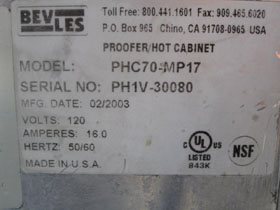 BEVLES
Toll Free: 800.441.1601 Fax: 909.465.6020
P.O. Box 965 Chino, CA 91708-0965 USA
PROOFER/HOT CABINET
MODEL: PHC70-MP17
SERIAL NO: PH1V-30080
MFG. DATE: 02/2003
VOLTS: 120
AMPERES: 16.0
HERTZ: 50/60
MADE IN U.S.A.
C UL US
LISTED
843K
NSF